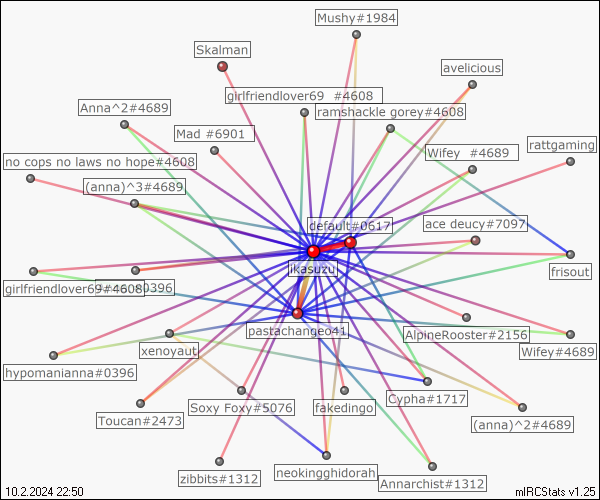 Mushy#1984
Skalman
avelicious
girlfriendlover69 #4608
Anna^2#4689
ramshackle gorey#4608
Mad #6901
rattgaming
Wifey #4689
no cops no laws no hope#4608
(anna)^3#4689
default#0617
ace deucy#7097
ikasuzu
frisout
girlfriendlover69#4608
0396
pastachangeo41
AlpineRooster#2156
xenoyaut
Wifey#4689
hypomanianna#0396
Cypha#1717
Soxy Foxy#5076
fakedingo
Toucan#2473
(anna)^2#4689
zibbits#1312
neokingghidorah
Annarchist#1312
10.2.2024 22:50
mIRCStats v1.25